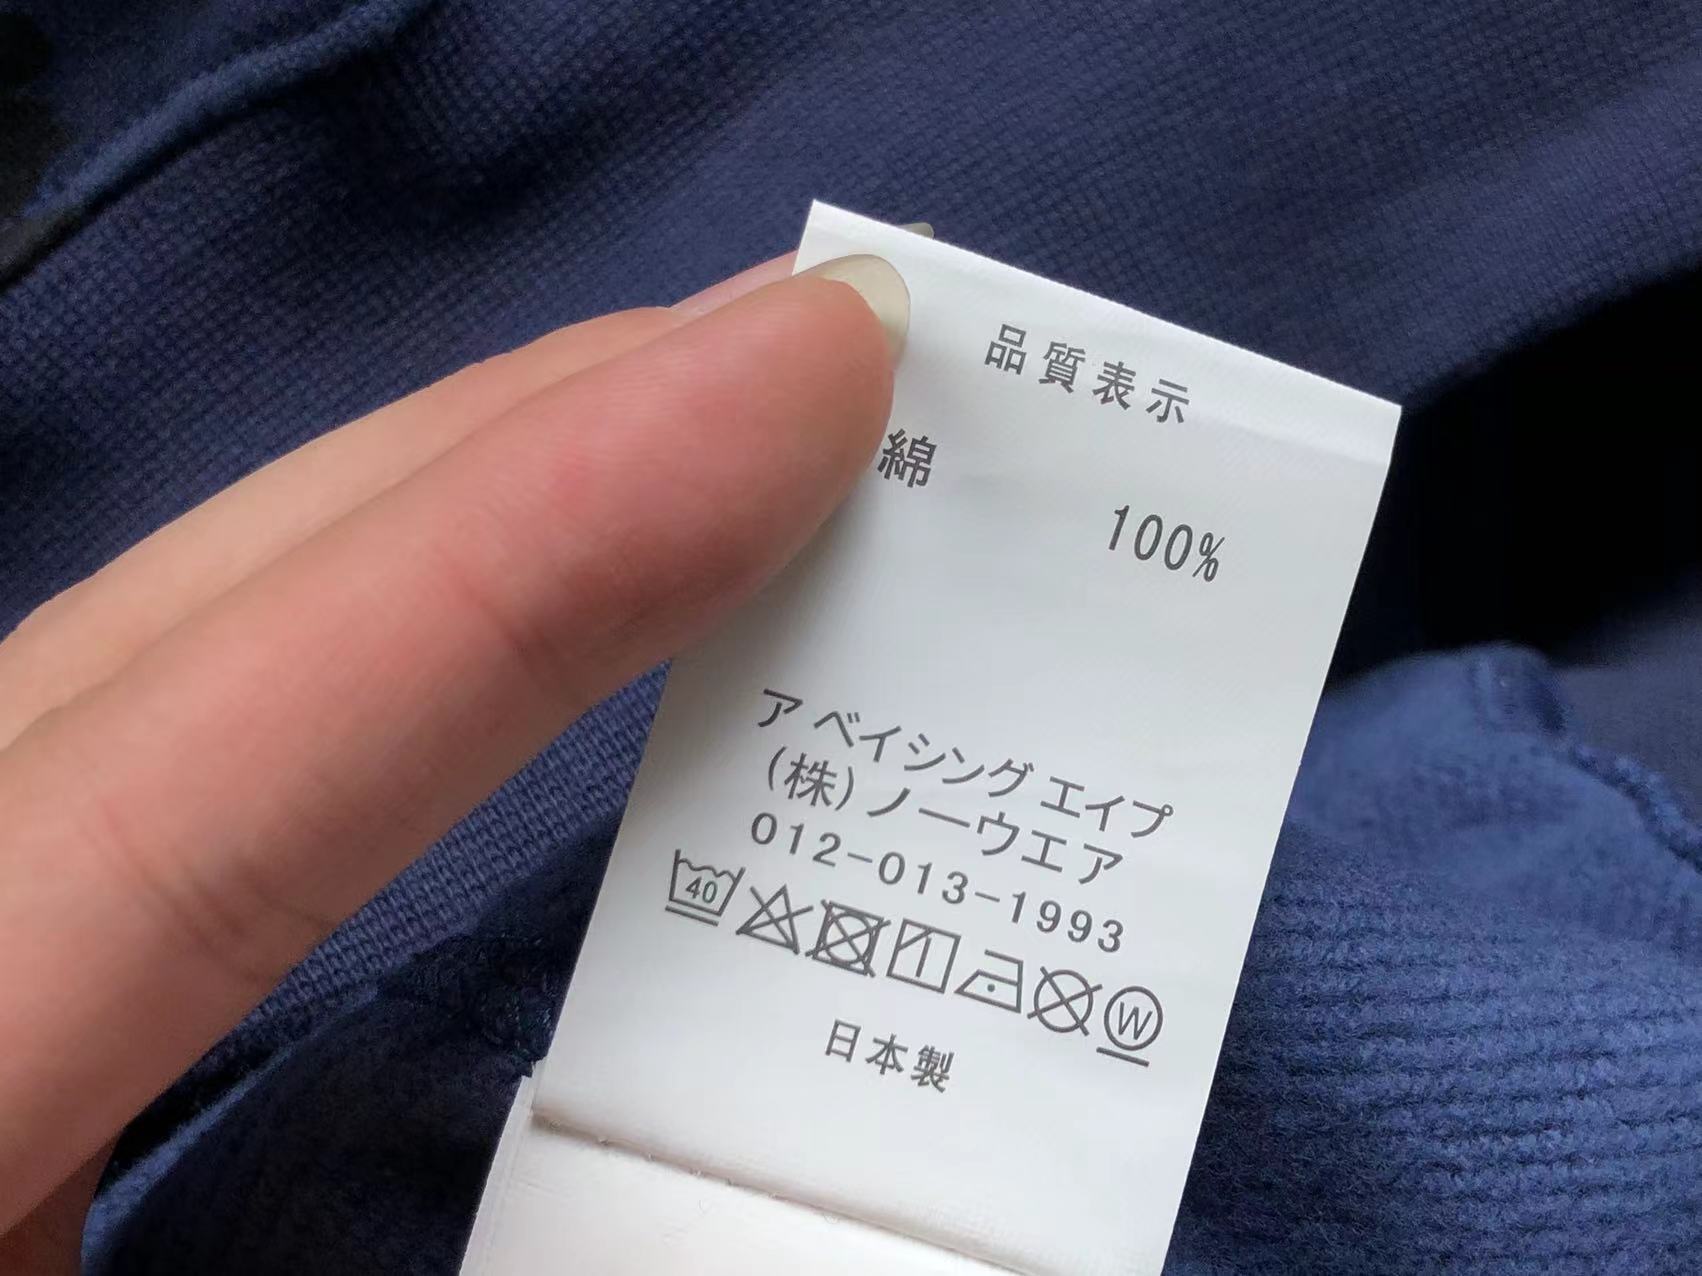 品質表示
綿
100%
ア ベイシング エイプ
(株)ノーウエア
012-013-1993
40
W
日本製